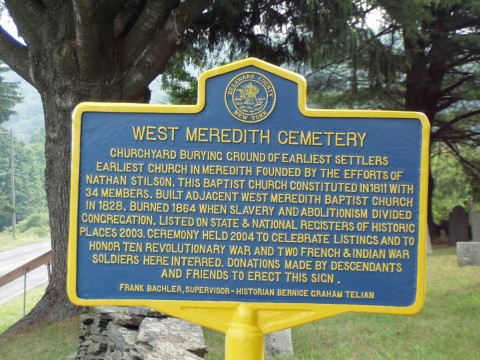 DELAWARE COUNTY
NEW YORK
WEST MEREDITH CEMETERY
CHURCHYARD BURYING GROUND OF EARLIEST SETTLERS
EARLIEST CHURCH IN MEREDITH FOUNDED BY THE EFFORTS OF
NATHAN STILSON. THIS BAPTIST CHURCH CONSTITUTED IN 1811 WITH
34 MEMBERS. BUILT ADJACENT WEST MEREDITH BAPTIST CHURCH
IN 1828. BURNED 1864 WHEN SLAVERY AND ABOLITIONISM DIVIDED
CONGREGATION. LISTED ON STATE & NATIONAL REGISTERS OF HISTORIC
PLACES 2003. CEREMONY HELD 2004 TO CELEBRATE LISTINGS AND TO
HONOR TEN REVOLUTIONARY WAR AND TWO FRENCH & INDIAN WAR
SOLDIERS HERE INTERRED. DONATIONS MADE BY DESCENDANTS
AND FRIENDS TO ERECT THIS SIGN.
FRANK BACHLER, SUPERVISOR - HISTORIAN BERNICE GRAHAM TELIAN